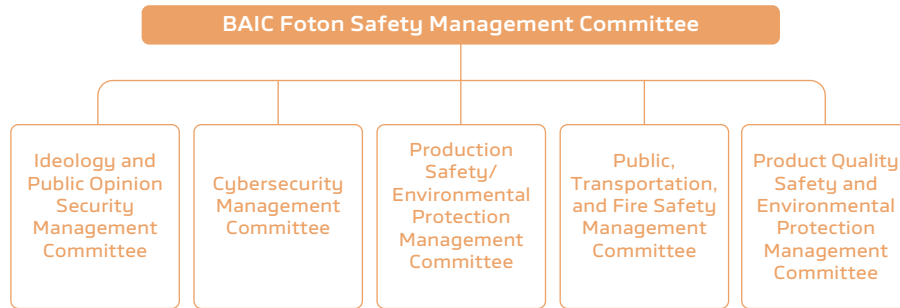 BAIC Foton Safety Management Committee
Ideology and
Public Opinion
Security
Management
Committee
Cybersecurity
Management
Committee
Production
Safety/
Environmental
Protection
Management
Committee
Public,
Transportation,
and Fire Safety
Management
Committee
Product Quality
Safety and
Environmental
Protection
Management
Committee